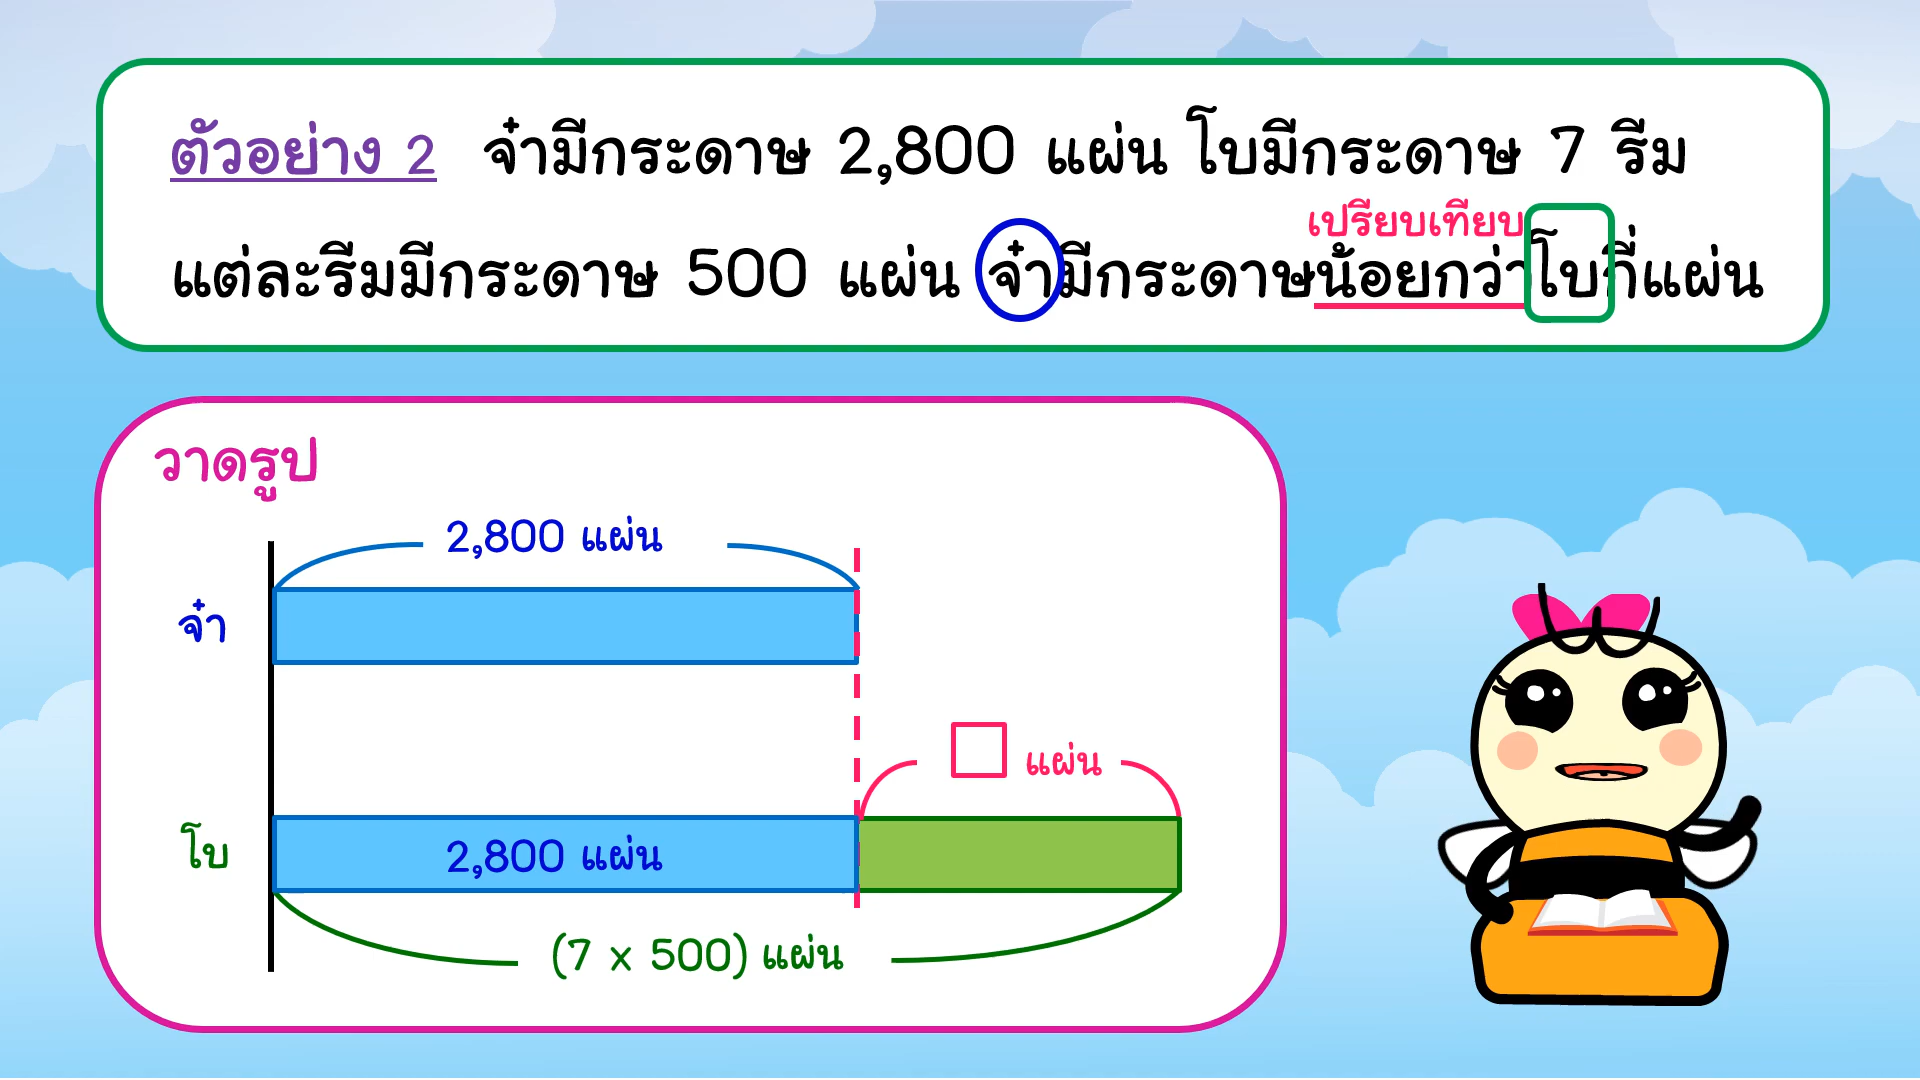 ตัวอย่าง 2 จ๋ามีกระดาษ 2,800 แผ่น โบมีกระดาษ 7 รีม
เปรียบเทียบ
แต่ละรีมมีกระดาษ 500 แผ่น จ๋ามีกระดาษน้อยกว่าโบกี่แผ่น
วาดรูป
2,800 แผ่น
จ๋า
แผ่น
โบ
2,800 แผ่น
(7 x 500) แผ่น